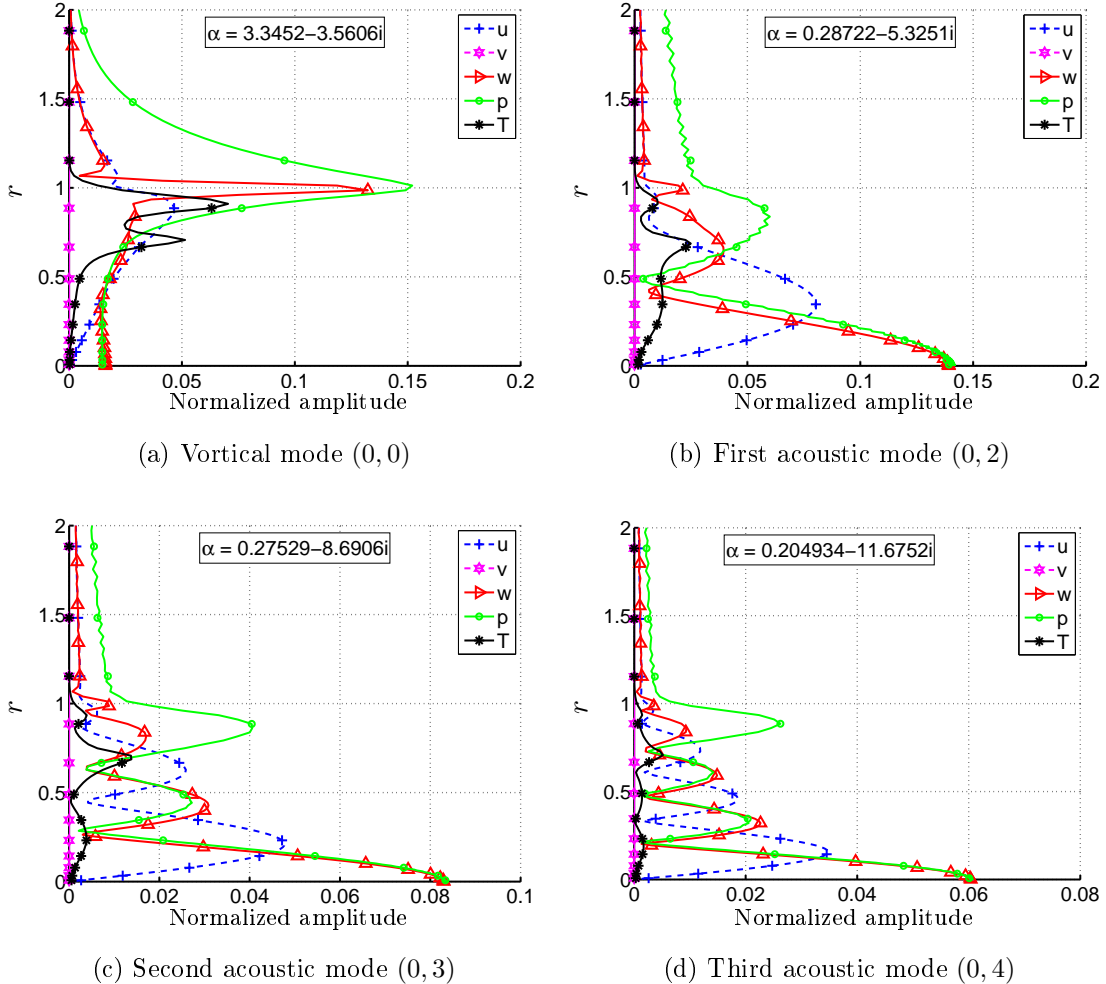 2
1.5
1
0.5
0
r
0 0.05 0.1 0.15 0.2
Normalized amplitude
α = 3.3452−3.5606i
u
v
w
p
T
(a) Vortical mode (0, 0)
2
1.5
1
0.5
0
r
0 0.05 0.1 0.15 0.2
Normalized amplitude
α = 0.28722−5.3251i
u
v
w
p
T
(b) First acoustic mode (0, 2)
2
1.5
1
0.5
0
r
0 0.02 0.04 0.06 0.08 0.1
Normalized amplitude
α = 0.27529−8.6906i
u
v
w
p
T
(c) Second acoustic mode (0, 3)
2
1.5
1
0.5
0
r
0 0.02 0.04 0.06 0.08
Normalized amplitude
α = 0.204934−11.6752i
u
v
w
p
T
(d) Third acoustic mode (0, 4)